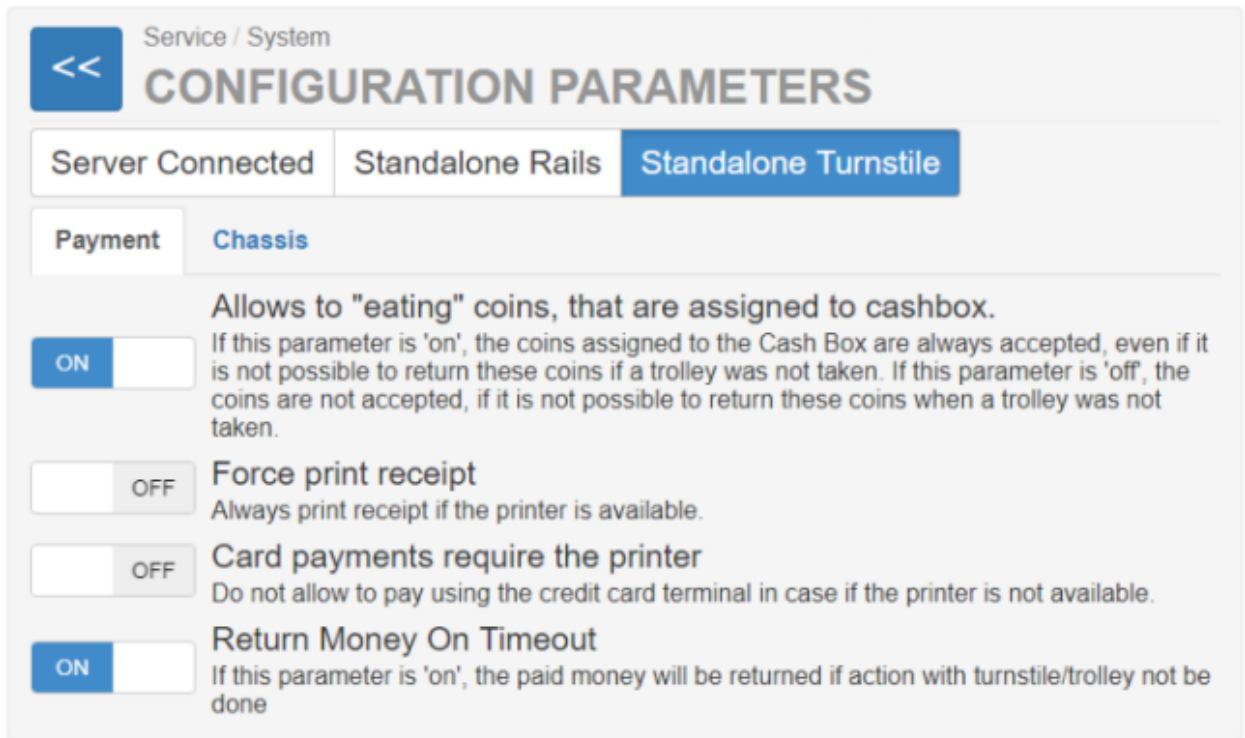 <<
Service / System
CONFIGURATION PARAMETERS
Server Connected Standalone Rails Standalone Turnstile
Payment Chassis
Allows to "eating" coins, that are assigned to cashbox.
ON
If this parameter is 'on', the coins assigned to the Cash Box are always accepted, even if it
is not possible to return these coins if a trolley was not taken. If this parameter is 'off', the
coins are not accepted, if it is not possible to return these coins when a trolley was not
taken.
OFF
Force print receipt
Always print receipt if the printer is available.
OFF
Card payments require the printer
Do not allow to pay using the credit card terminal in case if the printer is not available.
ON
Return Money On Timeout
If this parameter is 'on', the paid money will be returned if action with turnstile/trolley not be
done